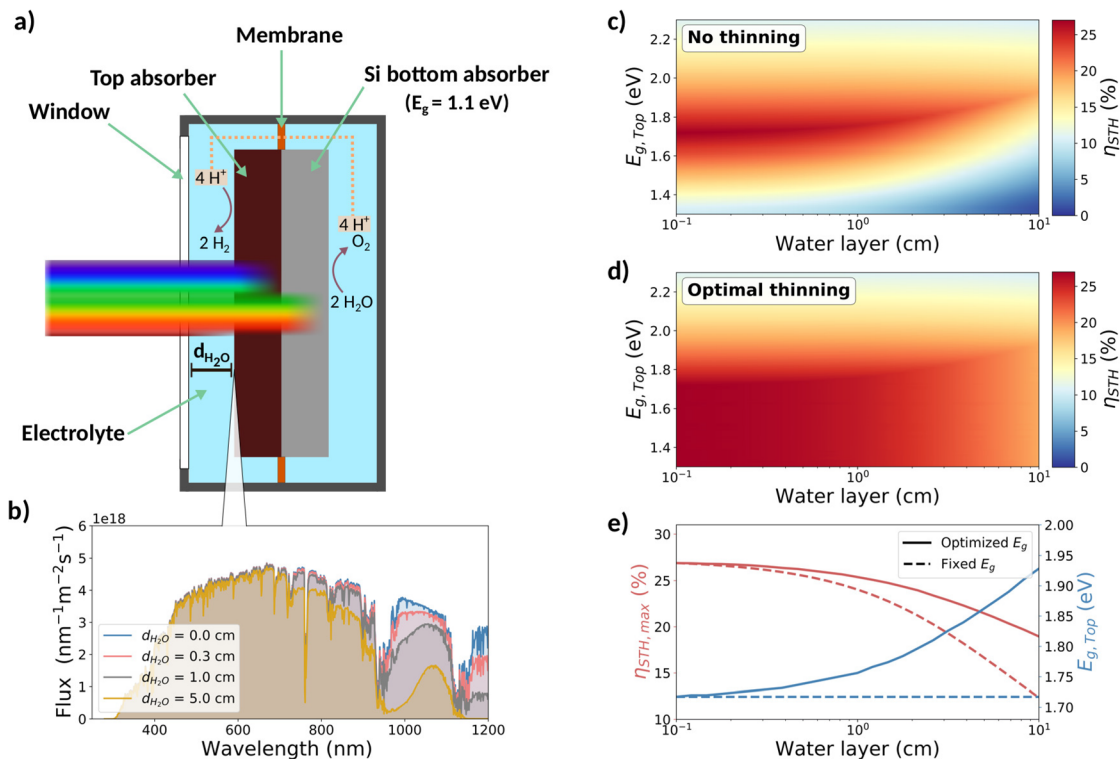 a)
Membrane
Top absorber
Si bottom absorber
(E_g = 1.1 eV)
Window
4 H⁺
2 H₂
4 H⁺
O₂
2 H₂O
d_H₂O
Electrolyte
b)
1e18
6
5
4
3
2
1
0
Flux (nm⁻¹m⁻²s⁻¹)
d_H₂O = 0.0 cm
d_H₂O = 0.3 cm
d_H₂O = 1.0 cm
d_H₂O = 5.0 cm
400 600 800 1000 1200
Wavelength (nm)
c)
No thinning
2.2
2.0
1.8
1.6
1.4
E_g,Top (eV)
10⁻¹ 10⁰ 10¹
Water layer (cm)
25
20
15
10
5
0
η_STH (%)
d)
Optimal thinning
2.2
2.0
1.8
1.6
1.4
E_g,Top (eV)
10⁻¹ 10⁰ 10¹
Water layer (cm)
25
20
15
10
5
0
η_STH (%)
e)
Optimized E_g
Fixed E_g
30
25
20
15
10
η_STH,max (%)
2.00
1.95
1.90
1.85
1.80
1.75
1.70
E_g,Top (eV)
10⁻¹ 10⁰ 10¹
Water layer (cm)